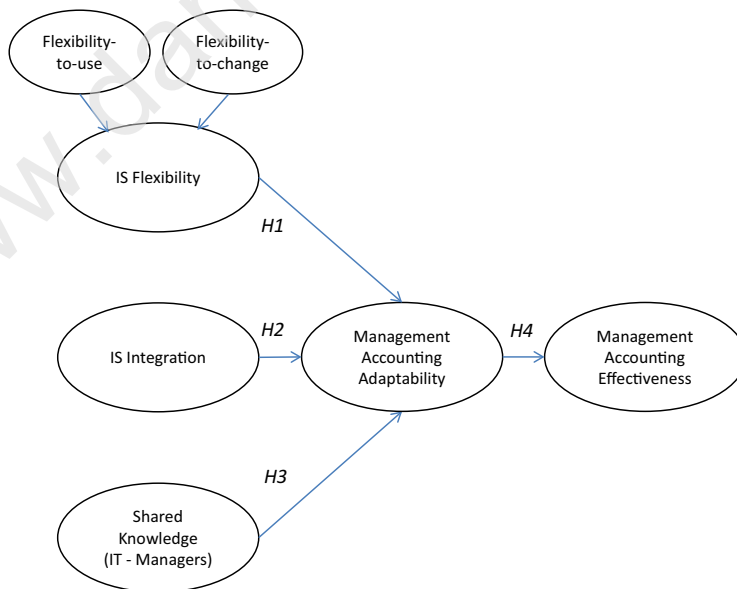 Flexibility-
to-use
Flexibility-
to-change
IS Flexibility
H1
IS Integration
H2
Management
Accounting
Adaptability
H4
Management
Accounting
Effectiveness
H3
Shared
Knowledge
(IT - Managers)
w.dan